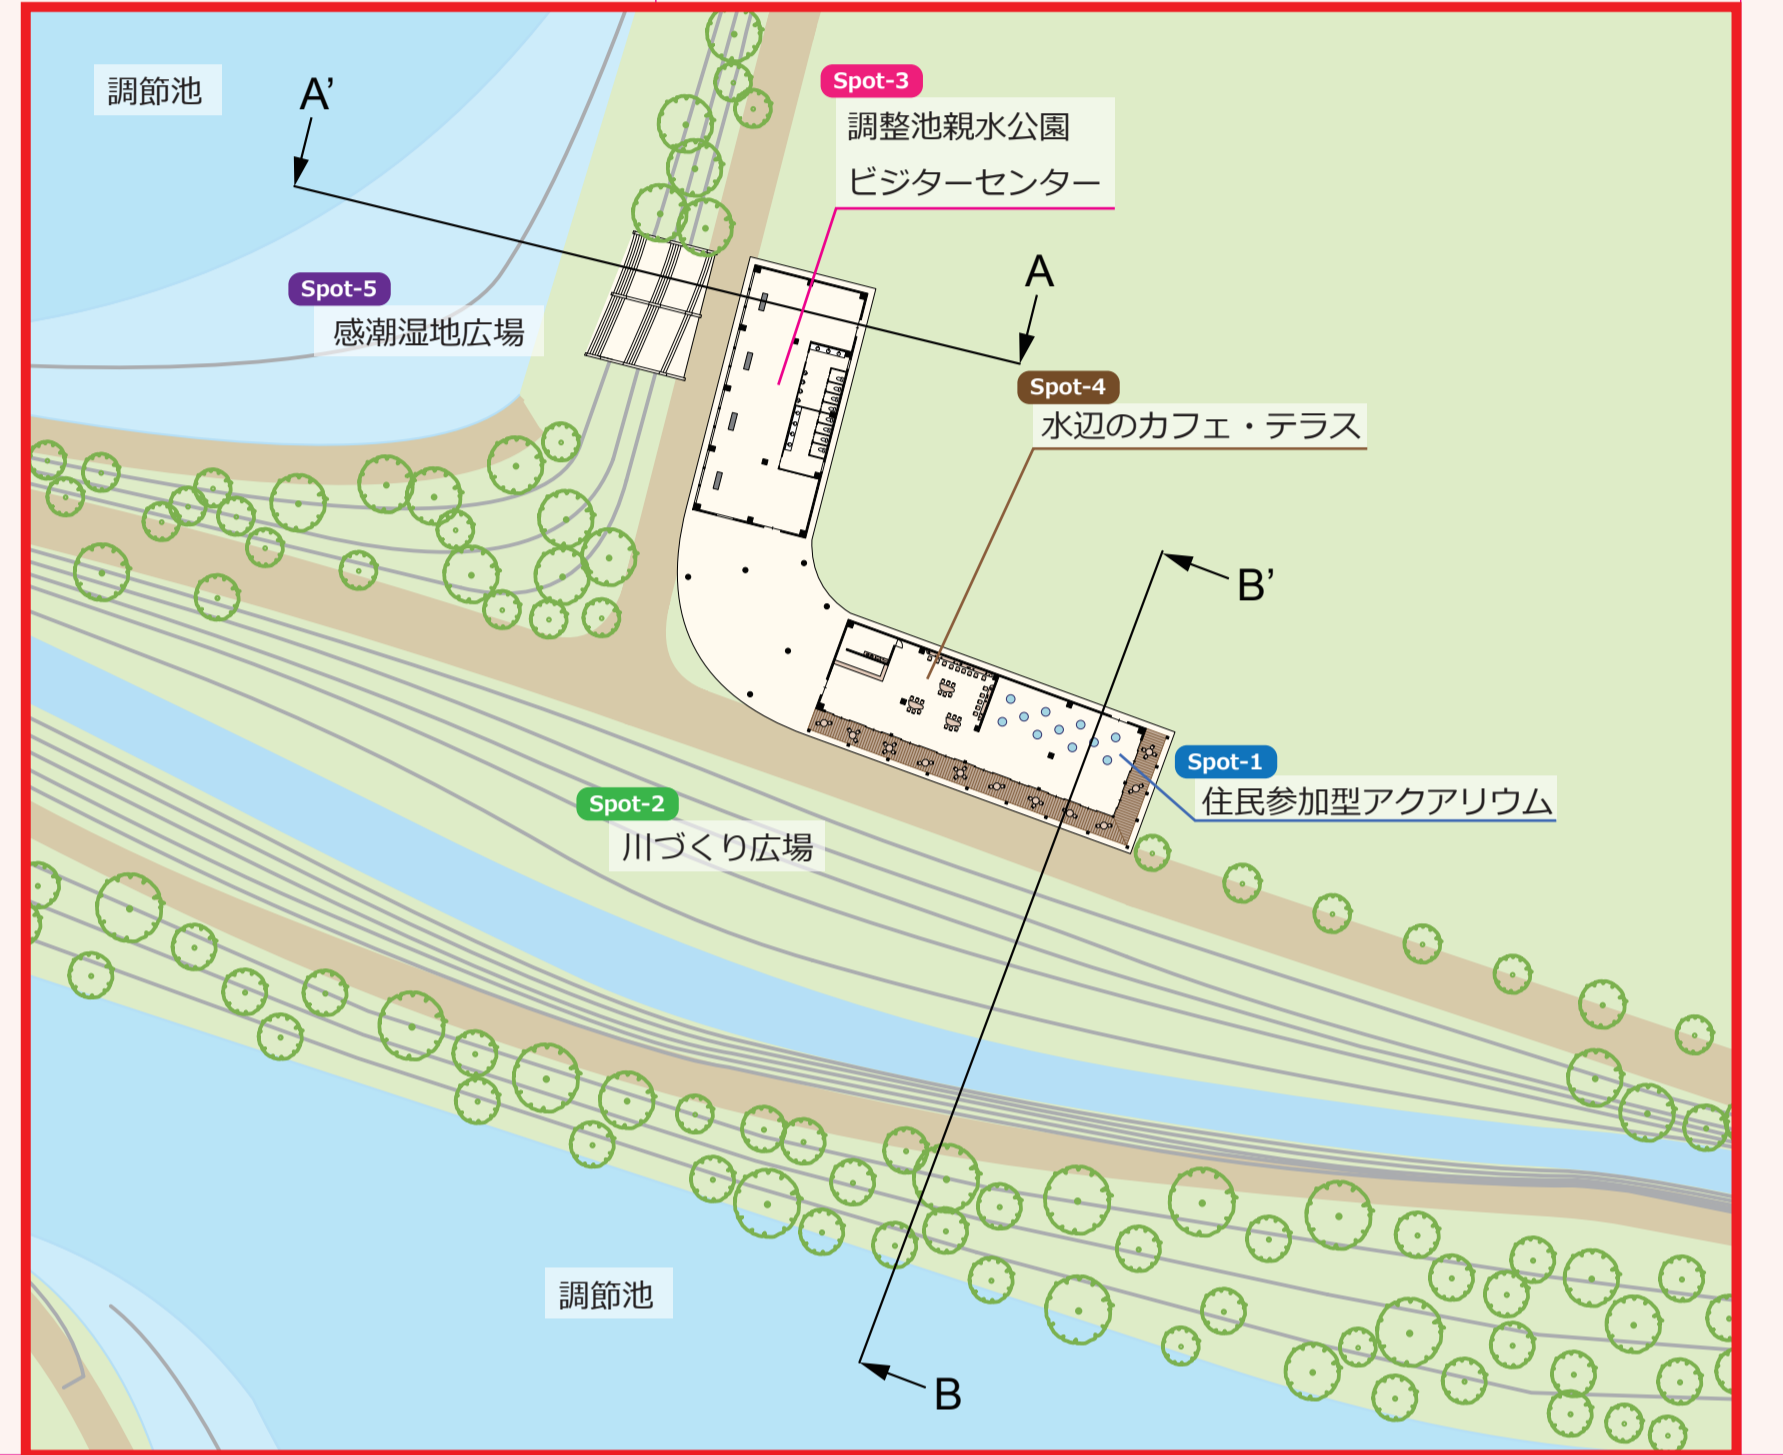 調節池
A’
Spot-3
調整池親水公園
ビジターセンター
A
Spot-5
感潮湿地広場
Spot-4
水辺のカフェ・テラス
B’
Spot-1
住民参加型アクアリウム
Spot-2
川づくり広場
調節池
B